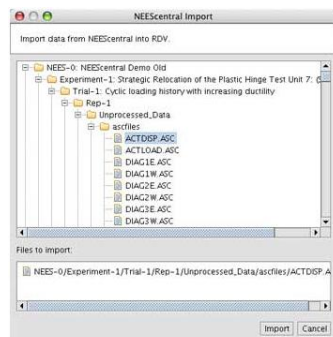 NEEScentral Import
Import data from NEEScentral into RDV.
NEES-0: NEEScentral Demo Old
Experiment-1: Strategic Relocation of the Plastic Hinge Test Unit 7: (
Trial-1: Cyclic loading history with increasing ductility
Rep-1
Unprocessed_Data
ascfiles
ACTDISP.ASC
ACTLOAD.ASC
DIAG1E.ASC
DIAG1W.ASC
DIAG2E.ASC
DIAG2W.ASC
DIAG3E.ASC
DIAG3W.ASC
Files to import:
NEES-0/Experiment-1/Trial-1/Rep-1/Unprocessed_Data/ascfiles/ACTDISP.A
Import Cancel